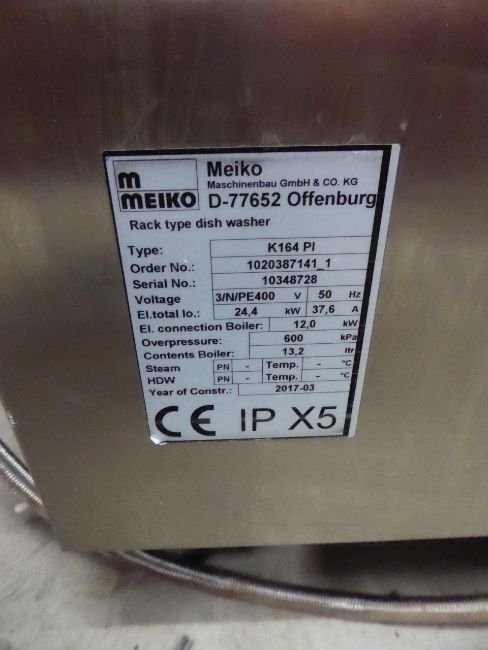 m
MEIKO
Meiko
Maschinenbau GmbH & CO. KG
D-77652 Offenburg
Rack type dish washer
Type: K164 PI
Order No.: 1020387141_1
Serial No.: 10348728
Voltage 3/N/PE400 V 50 Hz
El.total lo.: 24,4 kW 37,6 A
El. connection Boiler: 12,0 kW
Overpressure: 600 kPa
Contents Boiler: 13,2 ltr
Steam PN - Temp. - °C
HDW PN - Temp. - °C
Year of Constr.: 2017-03
CE IP X5